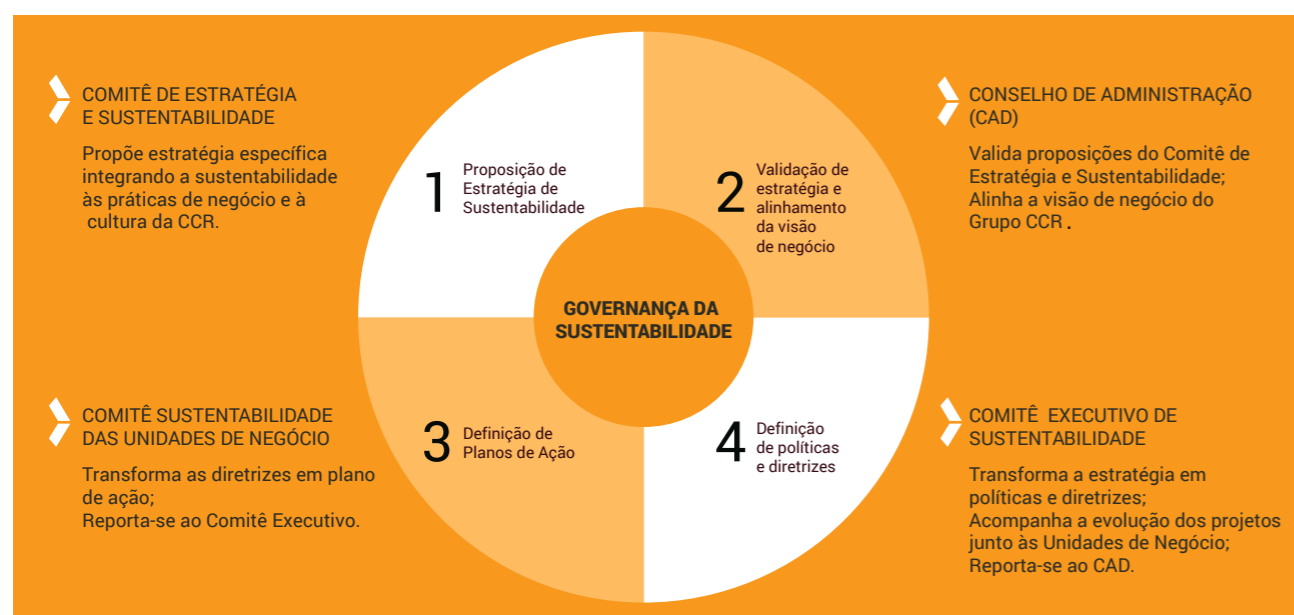 COMITÊ DE ESTRATÉGIA
E SUSTENTABILIDADE
Propõe estratégia específica
integrando a sustentabilidade
às práticas de negócio e à
cultura da CCR.
1
Proposição de
Estratégia de
Sustentabilidade
2
Validação de
estratégia e
alinhamento
da visão
de negócio
CONSELHO DE ADMINISTRAÇÃO
(CAD)
Valida proposições do Comitê de
Estratégia e Sustentabilidade;
Alinha a visão de negócio do
Grupo CCR .
GOVERNANÇA DA
SUSTENTABILIDADE
COMITÊ SUSTENTABILIDADE
DAS UNIDADES DE NEGÓCIO
Transforma as diretrizes em plano
de ação;
Reporta-se ao Comitê Executivo.
3
Definição de
Planos de Ação
4
Definição
de políticas
e diretrizes
COMITÊ EXECUTIVO DE
SUSTENTABILIDADE
Transforma a estratégia em
políticas e diretrizes;
Acompanha a evolução dos projetos
junto às Unidades de Negócio;
Reporta-se ao CAD.